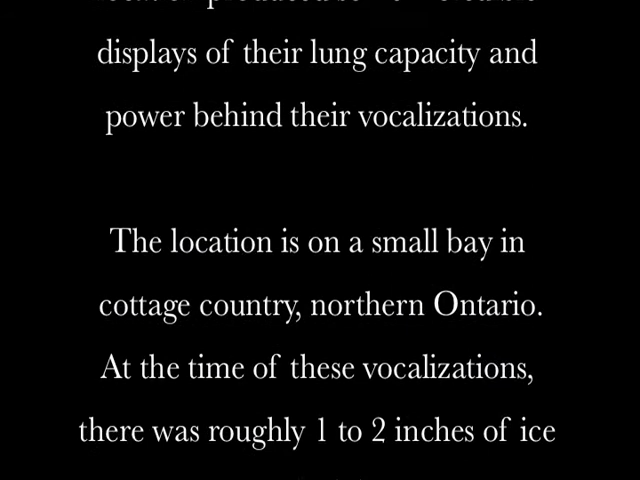 displays of their lung capacity and
power behind their vocalizations.
The location is on a small bay in
cottage country, northern Ontario.
At the time of these vocalizations,
there was roughly 1 to 2 inches of ice